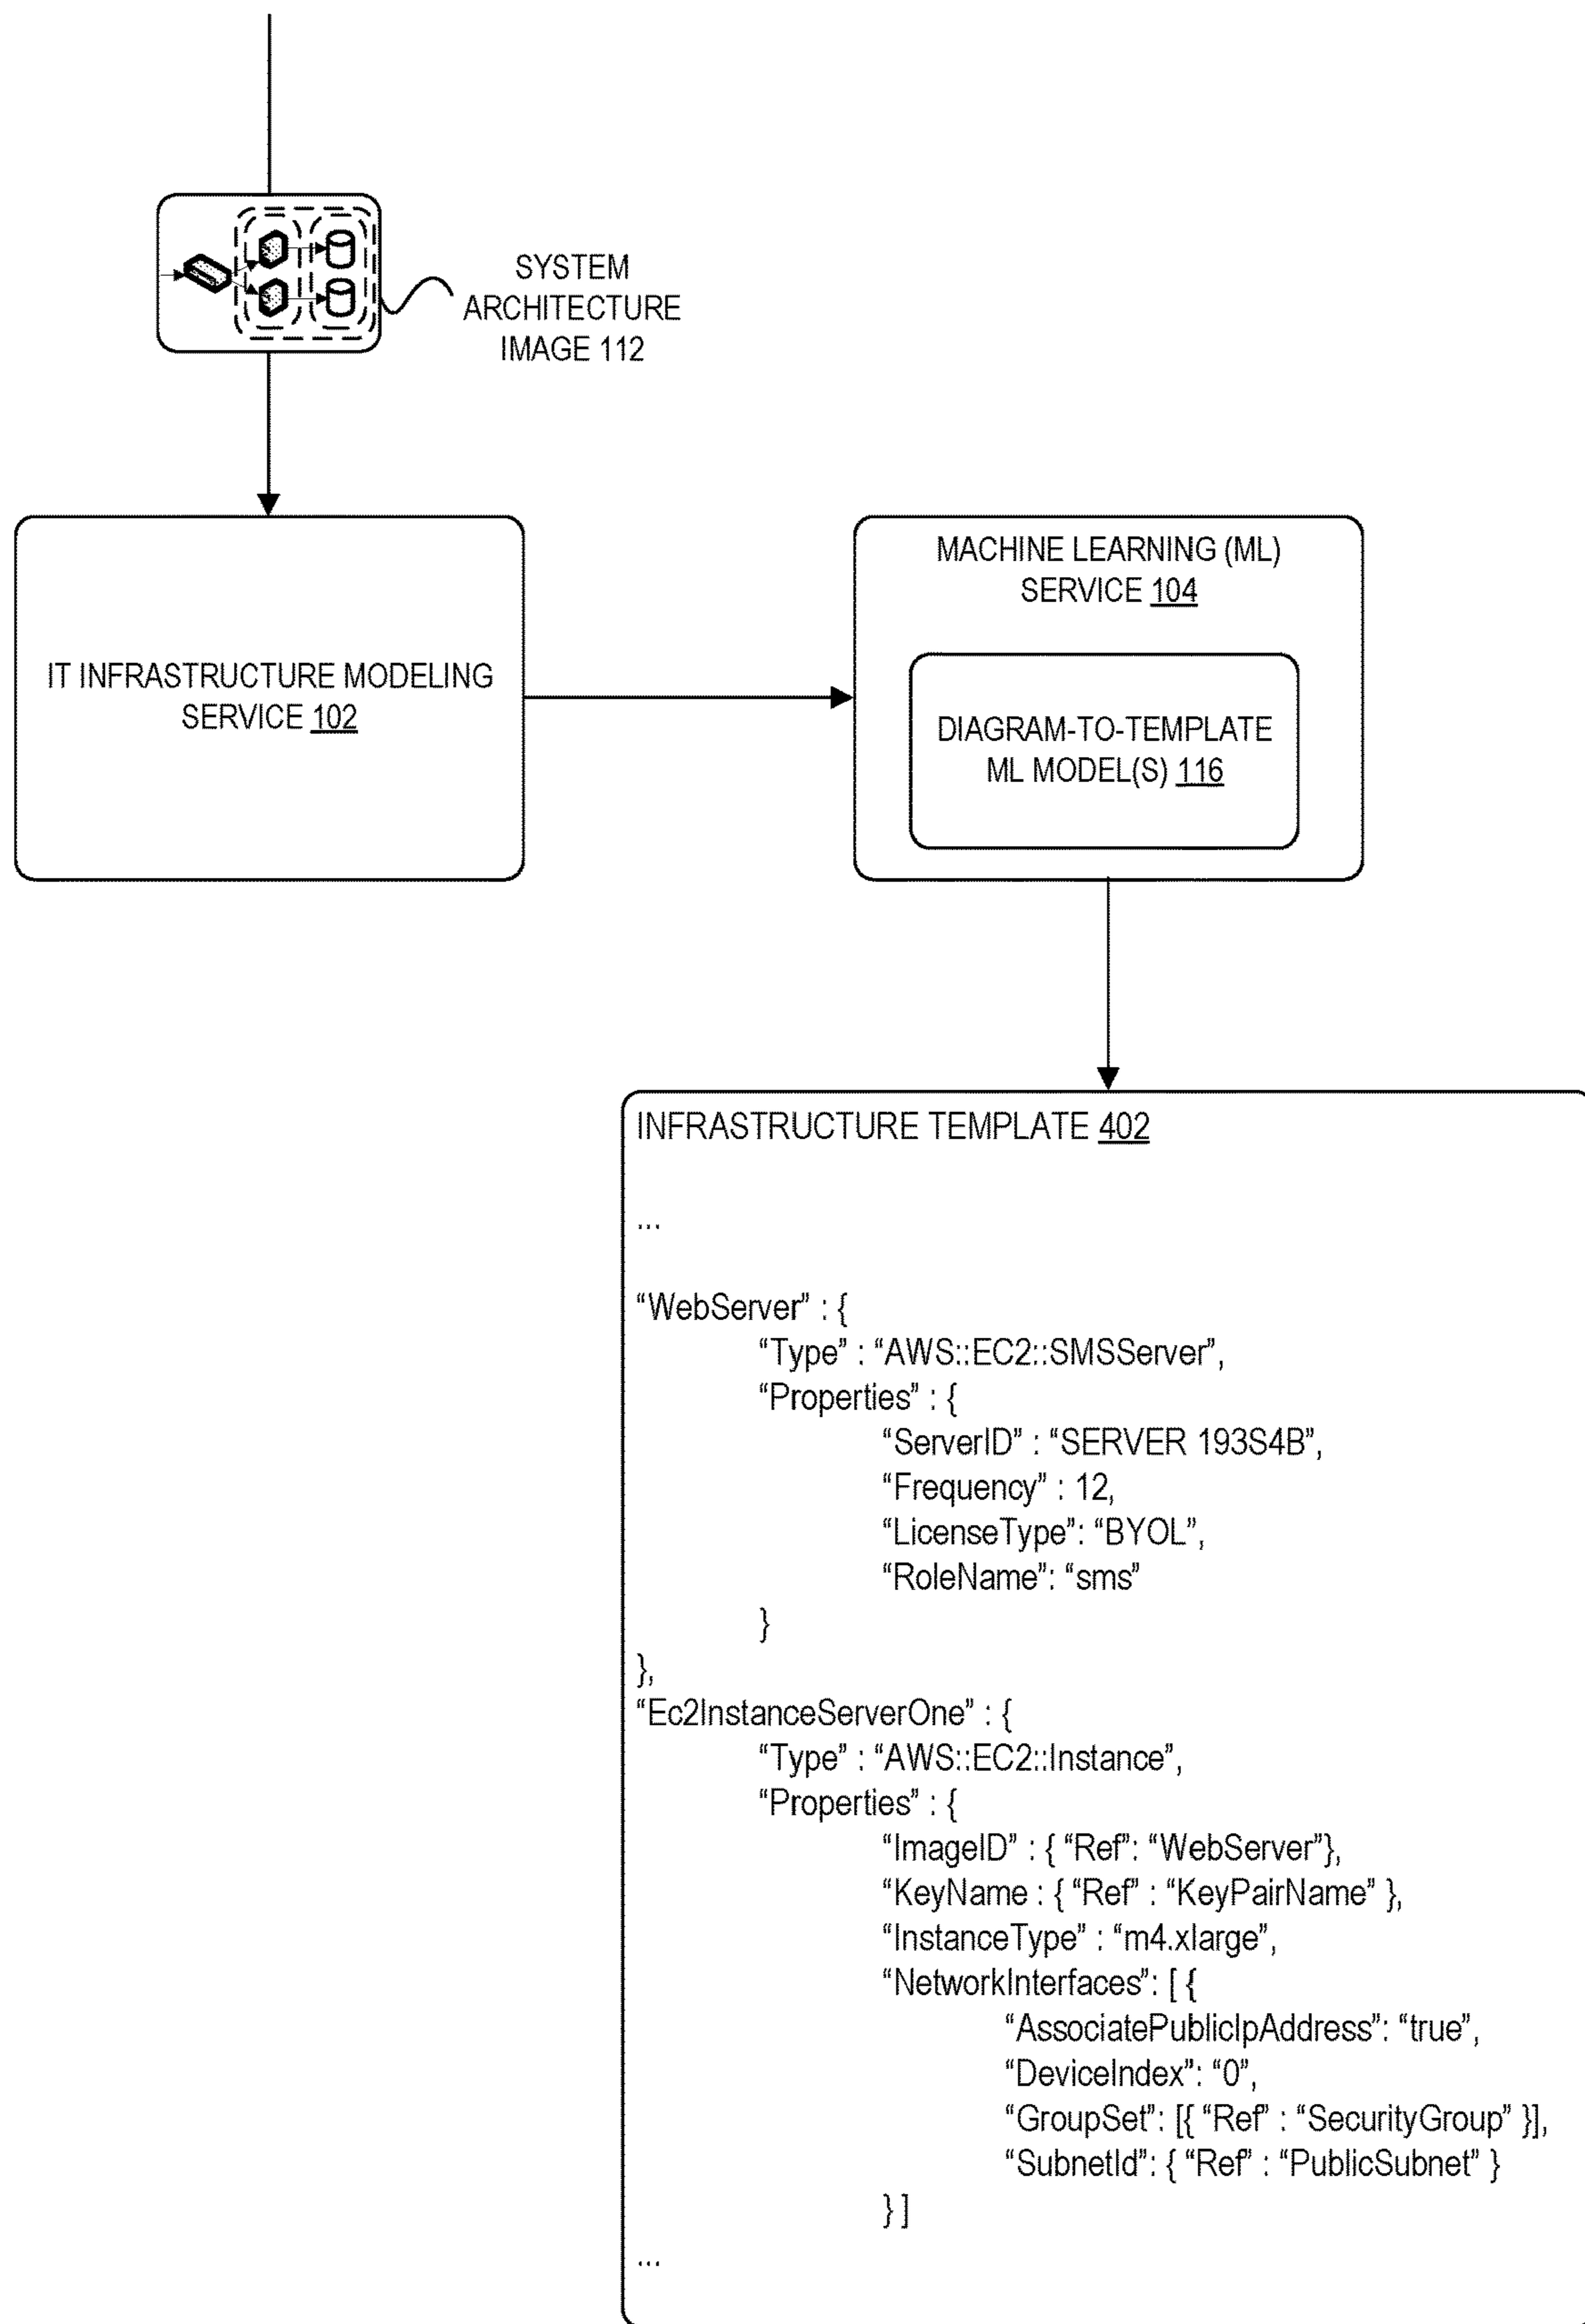 SYSTEM
ARCHITECTURE
IMAGE 112
IT INFRASTRUCTURE MODELING
SERVICE 102
MACHINE LEARNING (ML)
SERVICE 104
DIAGRAM-TO-TEMPLATE
ML MODEL(S) 116
INFRASTRUCTURE TEMPLATE 402
...
“WebServer” : {
“Type” : “AWS::EC2::SMSServer”,
“Properties” : {
“ServerID” : “SERVER 193S4B”,
“Frequency” : 12,
“LicenseType”: “BYOL”,
“RoleName”: “sms”
}
},
“Ec2InstanceServerOne” : {
“Type” : “AWS::EC2::Instance”,
“Properties” : {
“ImageID” : { “Ref”: “WebServer”},
“KeyName : { “Ref” : “KeyPairName” },
“InstanceType” : “m4.xlarge”,
“NetworkInterfaces”: [ {
“AssociatePublicIpAddress”: “true”,
“DeviceIndex”: “0”,
“GroupSet”: [{ “Ref” : “SecurityGroup” }],
“SubnetId”: { “Ref” : “PublicSubnet” }
} ]
...